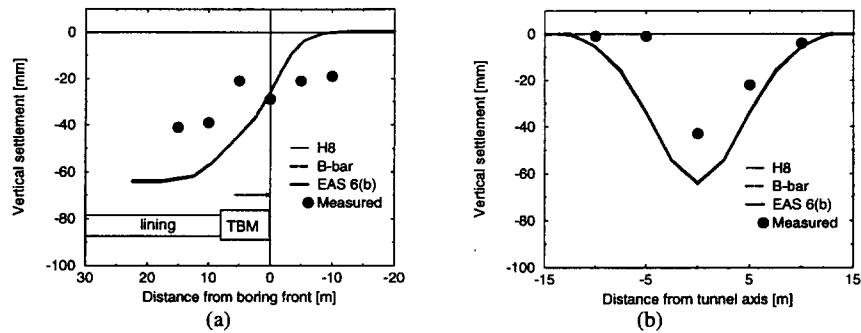 0
-20
-40
-60
-80
-100
Vertical settlement [mm]
H8
B-bar
EAS 6(b)
Measured
lining
TBM
30
20
10
0
-10
-20
Distance from boring front [m]
(a)
0
-20
-40
-60
-80
-100
Vertical settlement [mm]
H8
B-bar
EAS 6(b)
Measured
-15
-10
-5
0
5
10
15
Distance from tunnel axis [m]
(b)